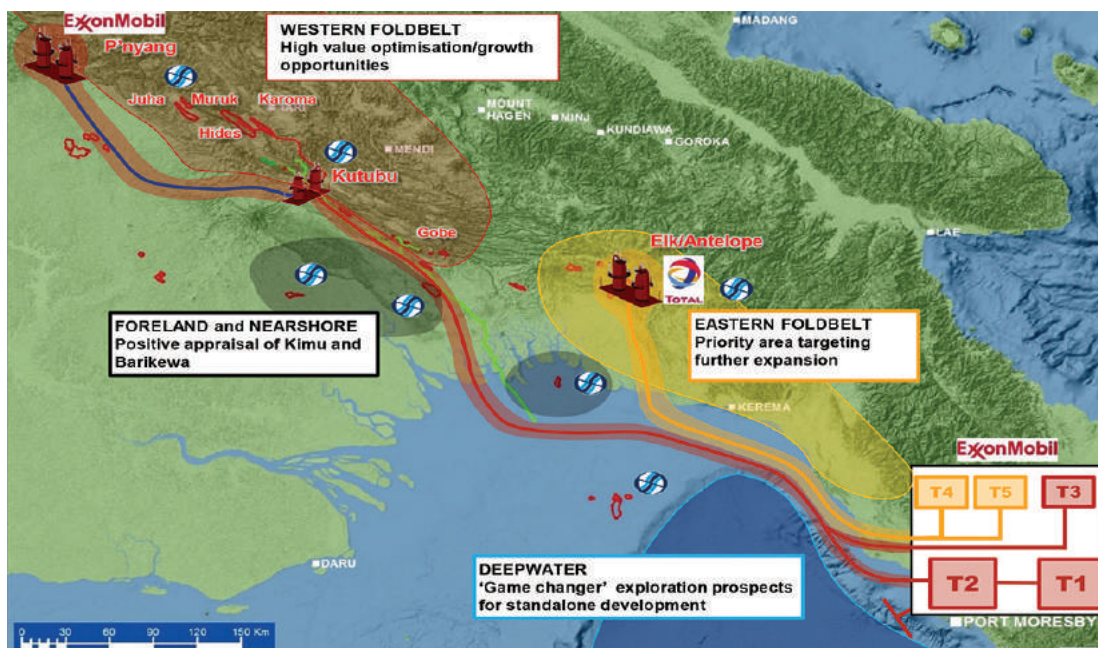 ExxonMobil
P'nyang
WESTERN FOLDBELT
High value optimisation/growth
opportunities
MADANG
Juha
Muruk
Karoma
Hides
MOUNT
HAGEN
MINJ
KUNDIAWA
GOROKA
MENDI
Kutubu
Gobe
LAE
Elk/Antelope
TOTAL
FORELAND and NEARSHORE
Positive appraisal of Kimu and
Barikewa
EASTERN FOLDBELT
Priority area targeting
further expansion
KEREMA
ExxonMobil
T4
T5
T3
T2
T1
DEEPWATER
'Game changer' exploration prospects
for standalone development
DARU
PORT MORESBY
0 30 60 90 120 150 Km